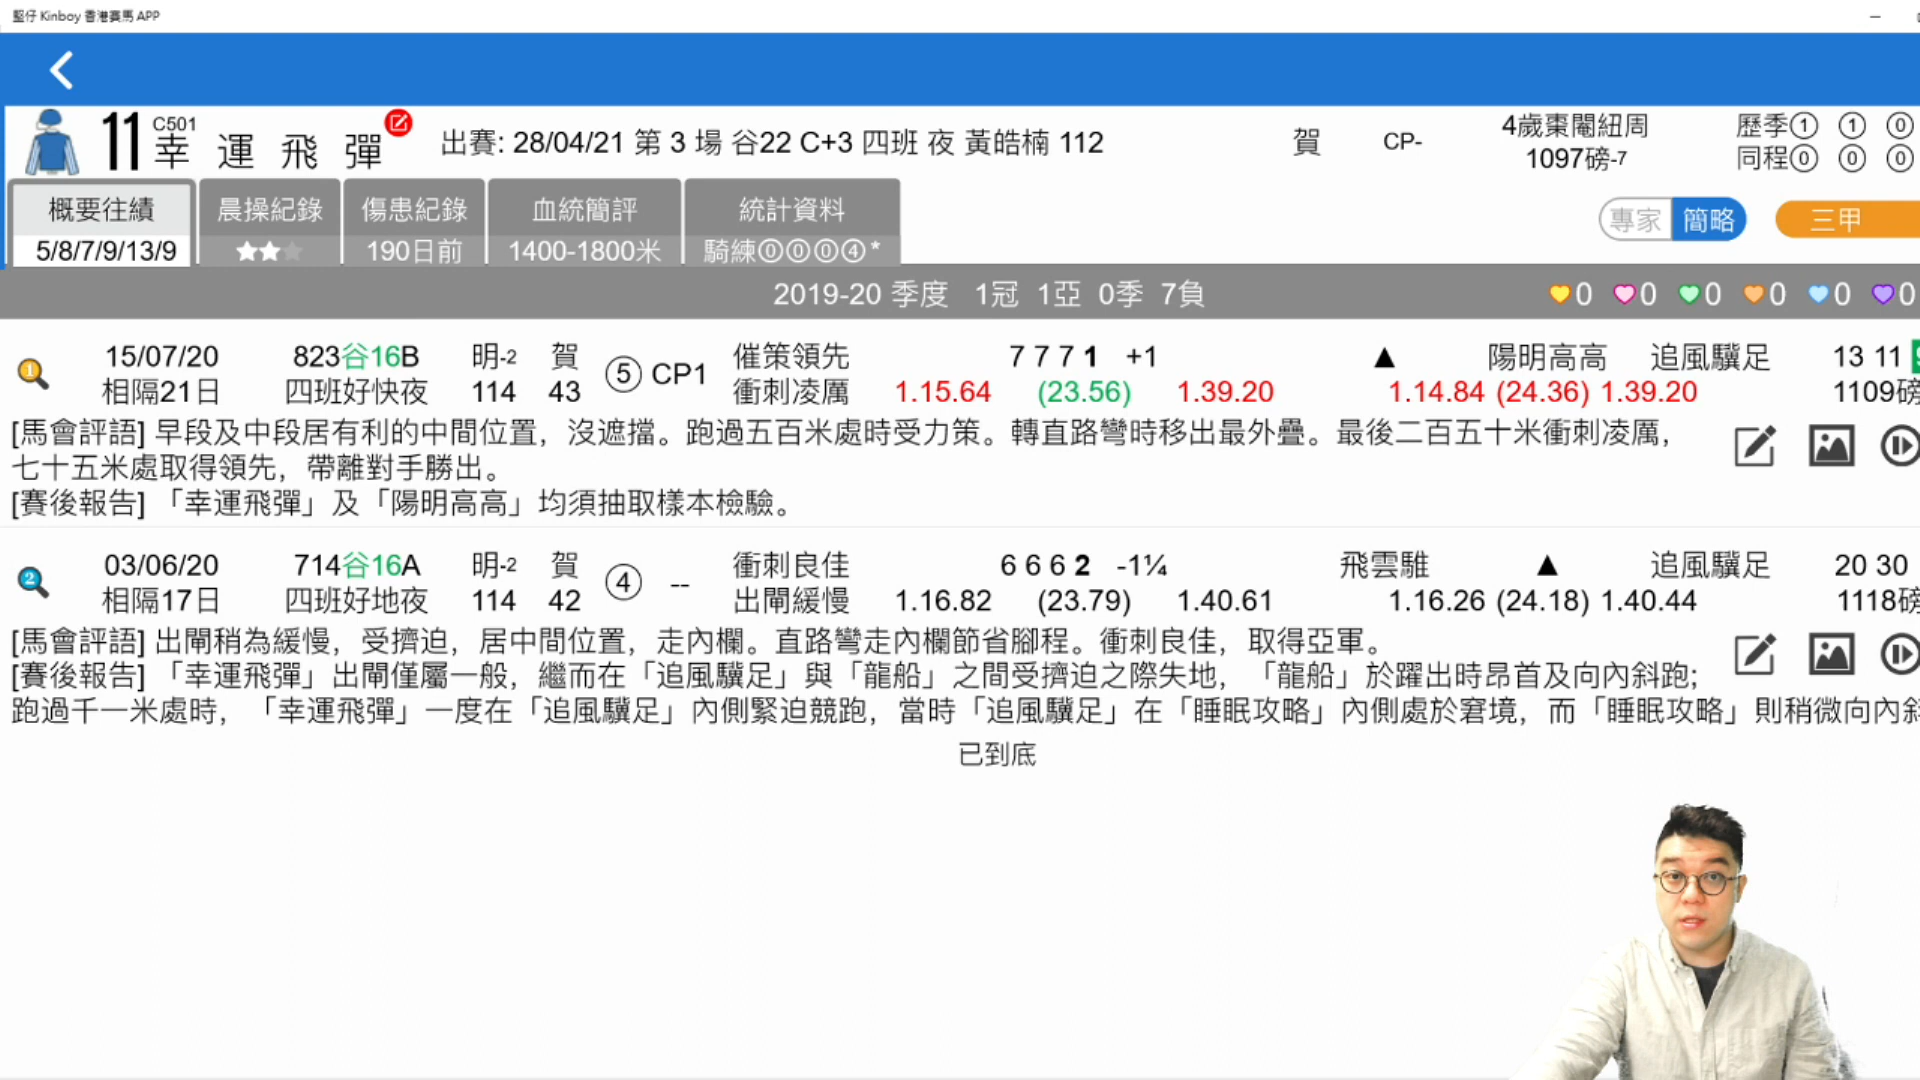 堅仔 Kinboy 香港賽馬 APP
11 C501 幸運飛彈 出賽: 28/04/21 第 3 場 谷22 C+3 四班 夜 黃皓楠 112 賀 CP- 4歲棗閹紐周 歷季① ① ⓪
1097磅-7 同程⓪ ⓪ ⓪
概要往績 晨操紀錄 傷患紀錄 血統簡評 統計資料 專家 簡略 三甲
5/8/7/9/13/9 ★★★ 190日前 1400-1800米 騎練⓪⓪⓪④*
2019-20 季度 1冠 1亞 0季 7負 0 0 0 0 0 0
1 15/07/20 823谷16B 明-2 賀 ⑤ CP1 催策領先 7 7 7 1 +1 ▲ 陽明高高 追風驥足 13 11
相隔21日 四班好快夜 114 43 衝刺凌厲 1.15.64 (23.56) 1.39.20 1.14.84 (24.36) 1.39.20 1109磅
[馬會評語] 早段及中段居有利的中間位置，沒遮擋。跑過五百米處時受力策。轉直路彎時移出最外疊。最後二百五十米衝刺凌厲，
七十五米處取得領先，帶離對手勝出。
[賽後報告] 「幸運飛彈」及「陽明高高」均須抽取樣本檢驗。
2 03/06/20 714谷16A 明-2 賀 ④ -- 衝刺良佳 6 6 6 2 -1¼ 飛雲騅 ▲ 追風驥足 20 30
相隔17日 四班好地夜 114 42 出閘緩慢 1.16.82 (23.79) 1.40.61 1.16.26 (24.18) 1.40.44 1118磅
[馬會評語] 出閘稍為緩慢，受擠迫，居中間位置，走內欄。直路彎走內欄節省腳程。衝刺良佳，取得亞軍。
[賽後報告] 「幸運飛彈」出閘僅屬一般，繼而在「追風驥足」與「龍船」之間受擠迫之際失地，「龍船」於躍出時昂首及向內斜跑;
跑過千一米處時，「幸運飛彈」一度在「追風驥足」內側緊迫競跑，當時「追風驥足」在「睡眠攻略」內側處於窘境，而「睡眠攻略」則稍微向內斜
已到底